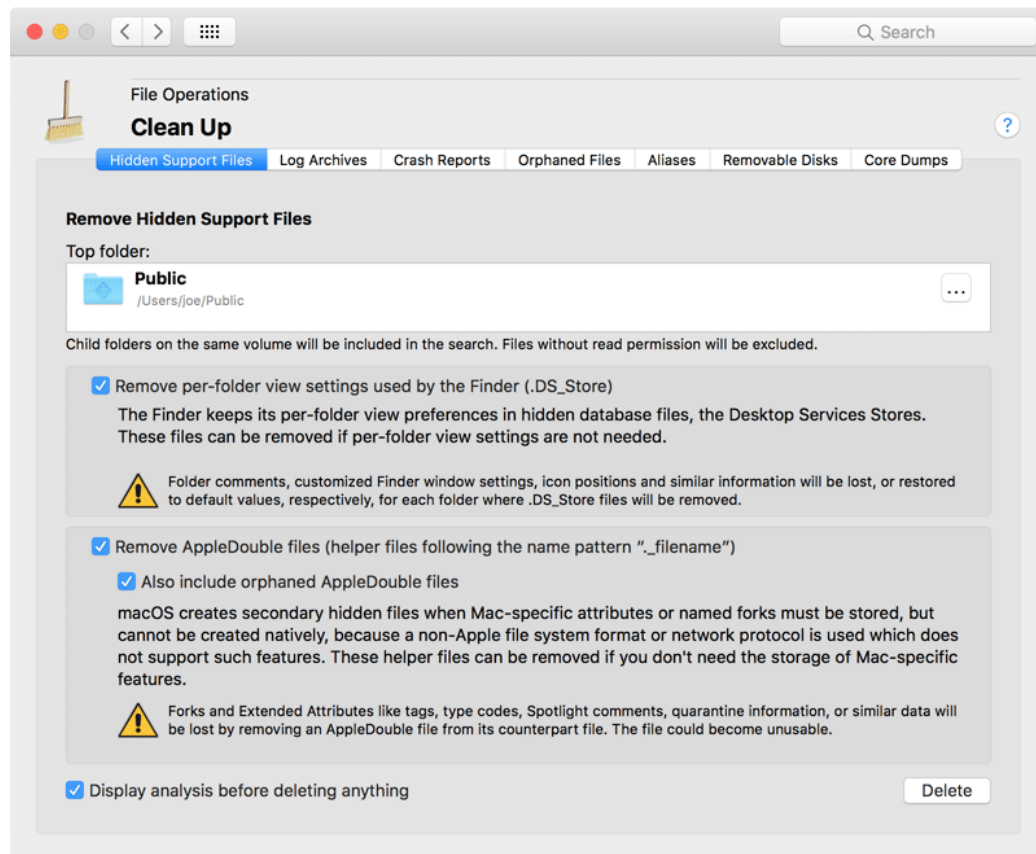 Search
File Operations
Clean Up
?
Hidden Support Files Log Archives Crash Reports Orphaned Files Aliases Removable Disks Core Dumps
Remove Hidden Support Files
Top folder:
Public
...
/Users/joe/Public
Child folders on the same volume will be included in the search. Files without read permission will be excluded.
Remove per-folder view settings used by the Finder (.DS_Store)
The Finder keeps its per-folder view preferences in hidden database files, the Desktop Services Stores.
These files can be removed if per-folder view settings are not needed.
Folder comments, customized Finder window settings, icon positions and similar information will be lost, or restored
to default values, respectively, for each folder where .DS_Store files will be removed.
Remove AppleDouble files (helper files following the name pattern “._filename”)
Also include orphaned AppleDouble files
macOS creates secondary hidden files when Mac-specific attributes or named forks must be stored, but
cannot be created natively, because a non-Apple file system format or network protocol is used which does
not support such features. These helper files can be removed if you don't need the storage of Mac-specific
features.
Forks and Extended Attributes like tags, type codes, Spotlight comments, quarantine information, or similar data will
be lost by removing an AppleDouble file from its counterpart file. The file could become unusable.
Display analysis before deleting anything
Delete